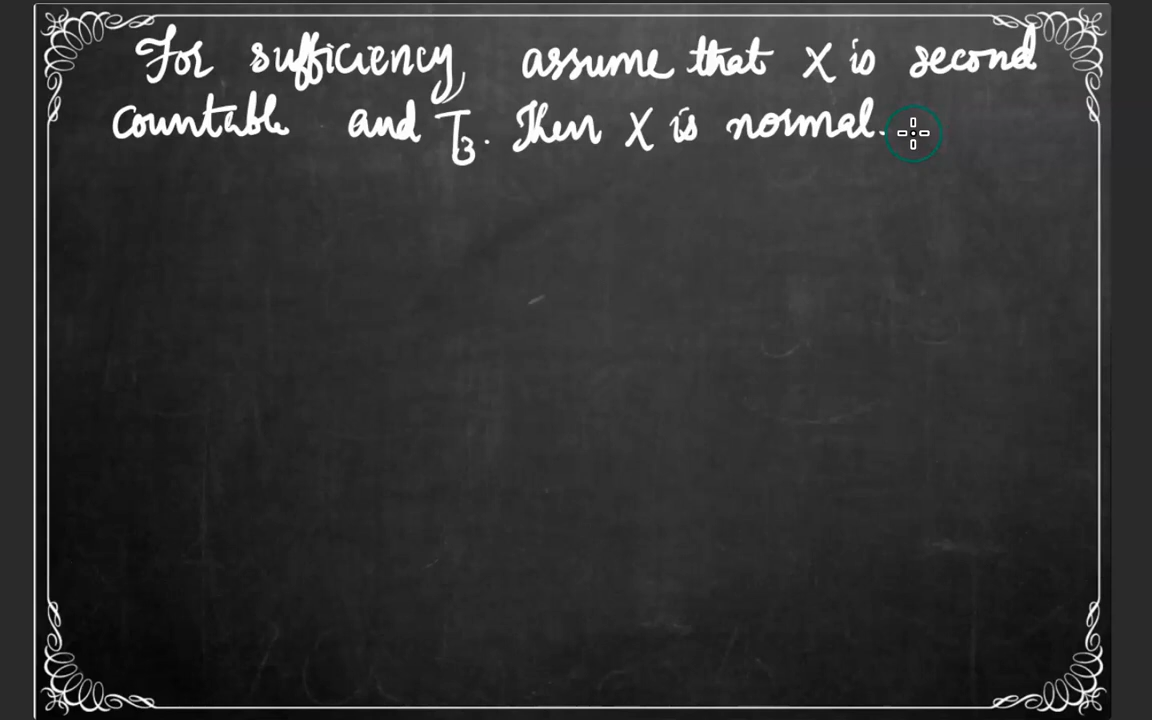 For sufficiency, assume that X is second
countable and T₃. Then X is normal.